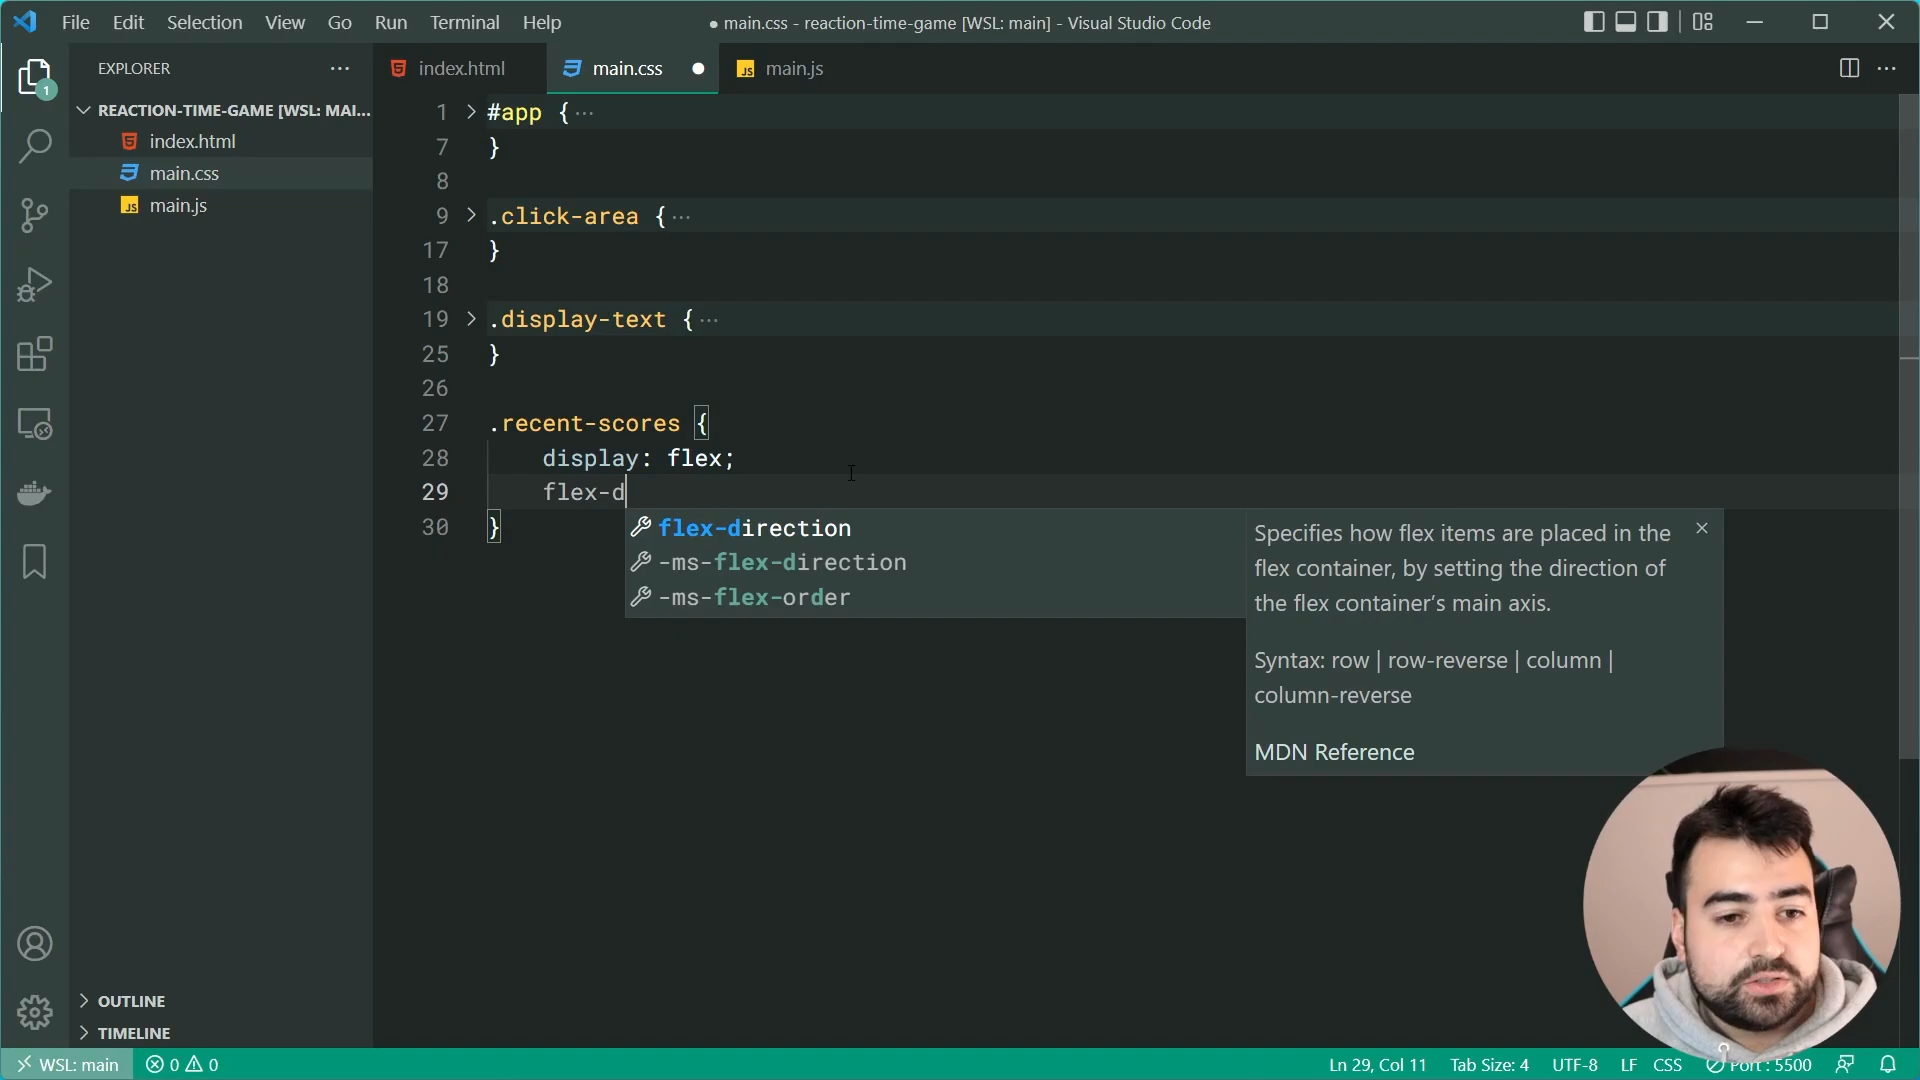 File Edit Selection View Go Run Terminal Help
● main.css - reaction-time-game [WSL: main] - Visual Studio Code
EXPLORER ···
index.html
main.css ●
JS main.js
···
1
REACTION-TIME-GAME [WSL: MAI...
index.html
main.css
JS main.js
1 > #app { ···
7 }
8
9 > .click-area { ···
17 }
18
19 > .display-text { ···
25 }
26
27 .recent-scores {
28 display: flex;
29 flex-d
30 }
flex-direction
-ms-flex-direction
-ms-flex-order
Specifies how flex items are placed in the
flex container, by setting the direction of
the flex container’s main axis.
Syntax: row | row-reverse | column |
column-reverse
MDN Reference
OUTLINE
TIMELINE
WSL: main 0 0 Ln 29, Col 11 Tab Size: 4 UTF-8 LF CSS Port : 5500